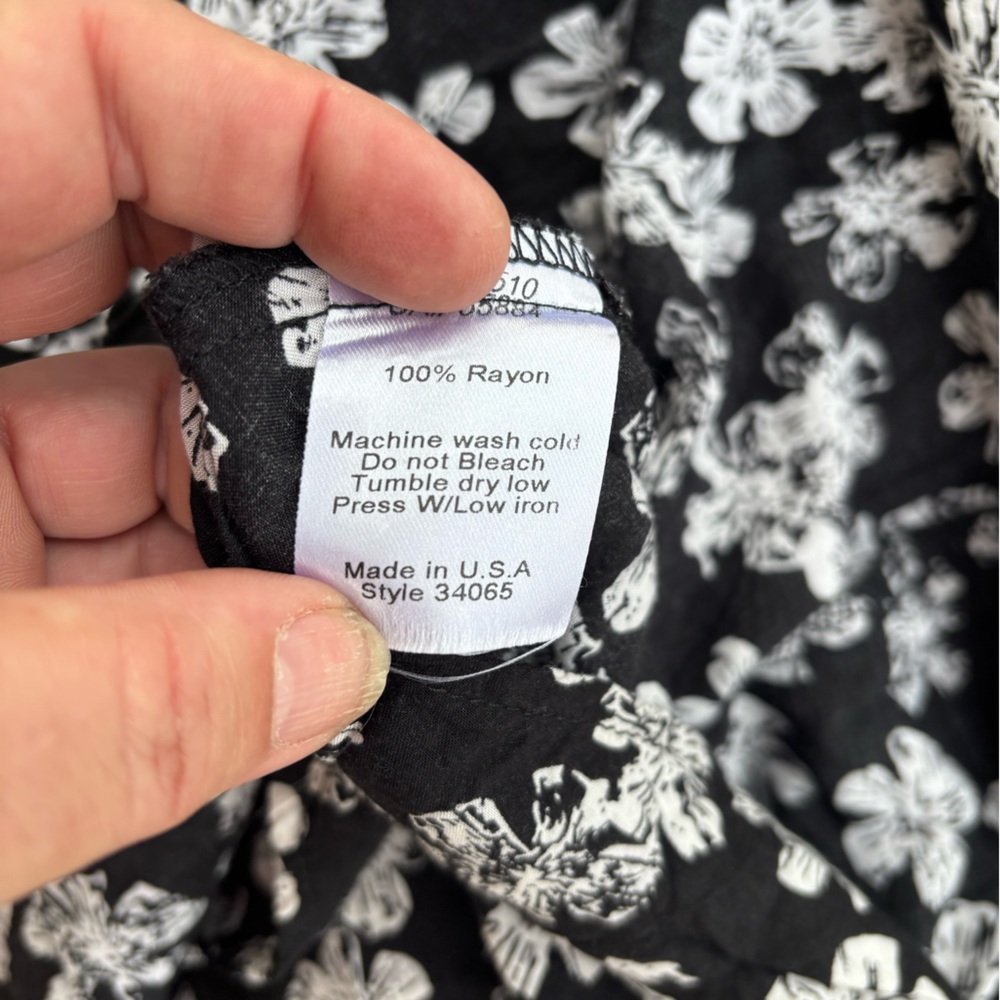 100% Rayon
Machine wash cold
Do not Bleach
Tumble dry low
Press W/Low iron
Made in U.S.A
Style 34065